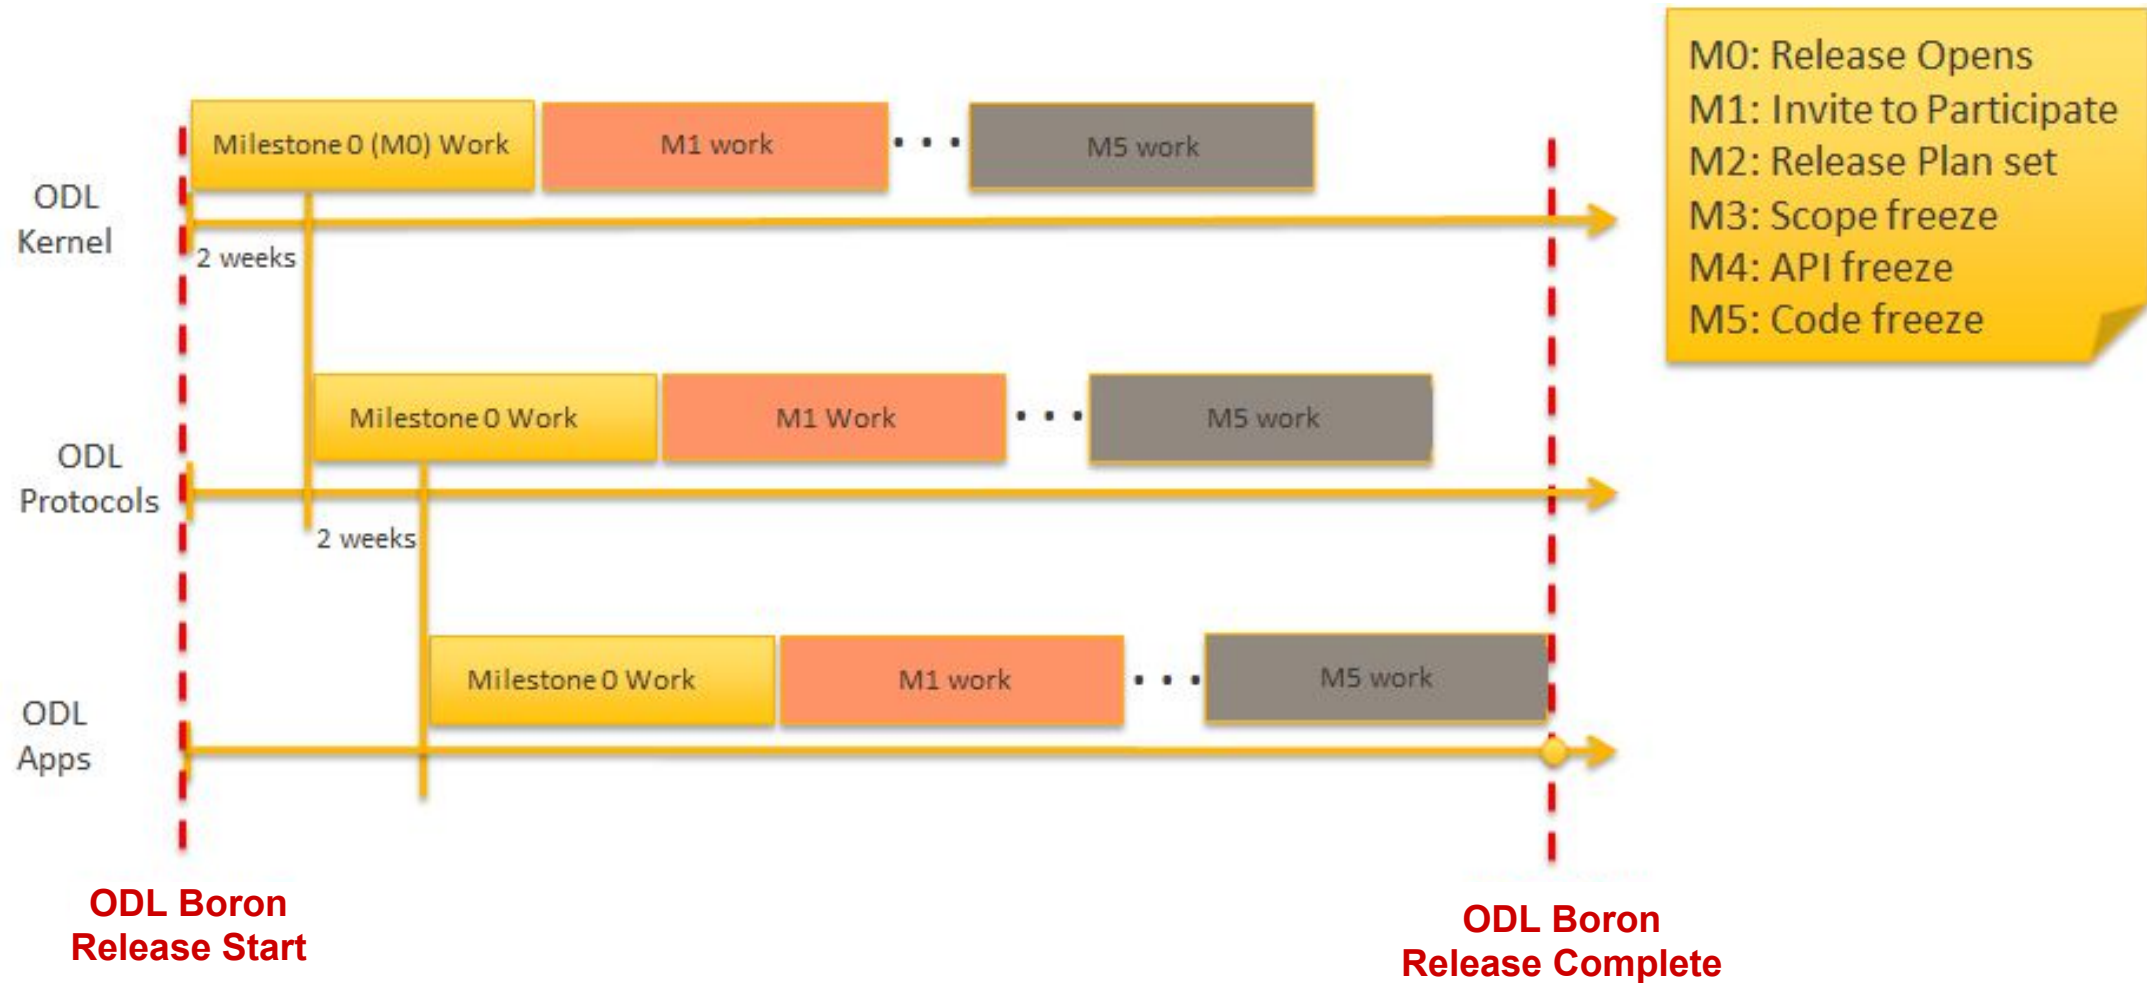 M0: Release Opens
M1: Invite to Participate
M2: Release Plan set
M3: Scope freeze
M4: API freeze
M5: Code freeze
Milestone 0 (M0) Work
M1 work
M5 work
ODL
Kernel
2 weeks
Milestone 0 Work
M1 Work
M5 work
ODL
Protocols
2 weeks
Milestone 0 Work
M1 work
M5 work
ODL
Apps
ODL Boron
Release Start
ODL Boron
Release Complete